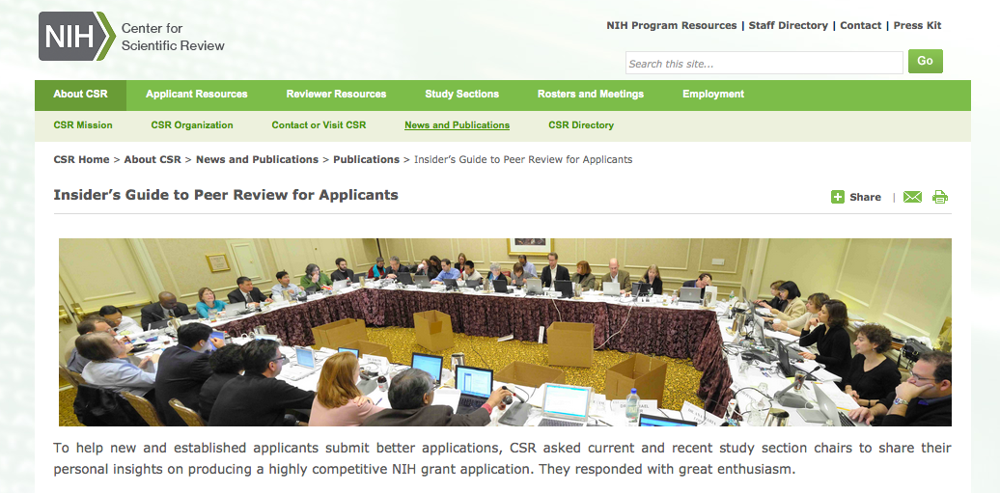 NIH
Center for
Scientific Review
NIH Program Resources | Staff Directory | Contact | Press Kit
Search this site...
Go
About CSR Applicant Resources Reviewer Resources Study Sections Rosters and Meetings Employment
CSR Mission CSR Organization Contact or Visit CSR News and Publications CSR Directory
CSR Home > About CSR > News and Publications > Publications > Insider's Guide to Peer Review for Applicants
Insider's Guide to Peer Review for Applicants
Share |
To help new and established applicants submit better applications, CSR asked current and recent study section chairs to share their
personal insights on producing a highly competitive NIH grant application. They responded with great enthusiasm.